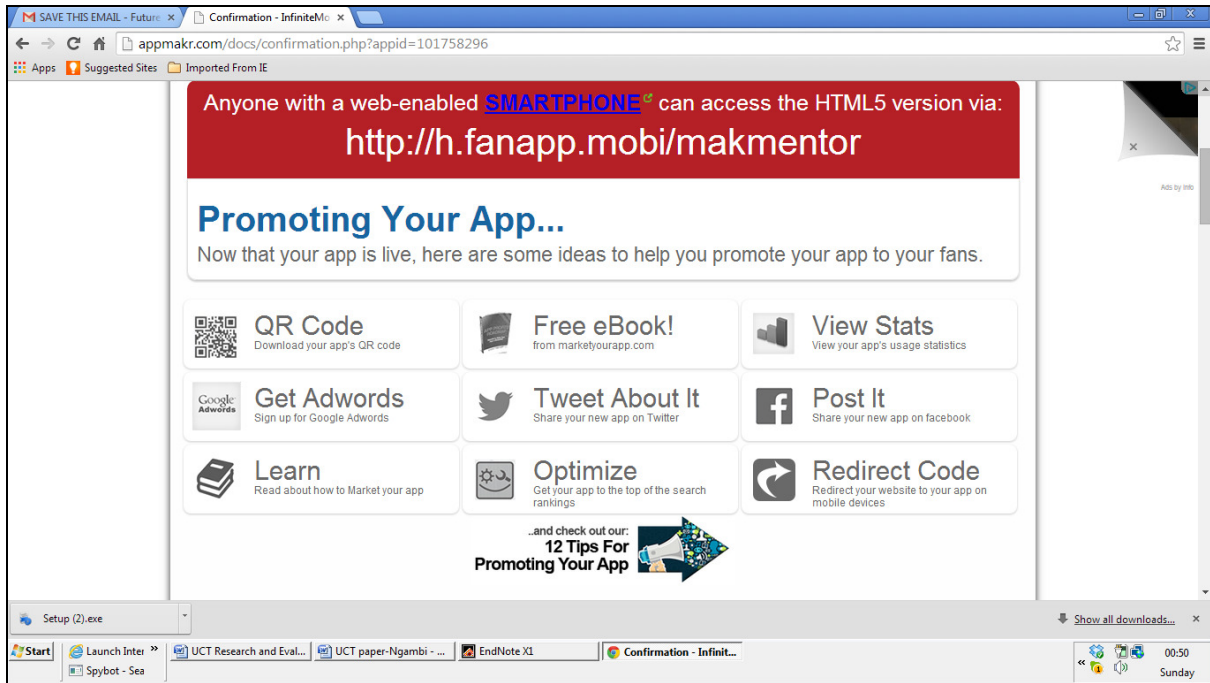 SAVE THIS EMAIL - Future
Confirmation - InfiniteMo
appmakr.com/docs/confirmation.php?appid=101758296
Apps
Suggested Sites
Imported From IE
Anyone with a web-enabled SMARTPHONE can access the HTML5 version via:
http://h.fanapp.mobi/makmentor
Ads by info
Promoting Your App...
Now that your app is live, here are some ideas to help you promote your app to your fans.
QR Code
Download your app's QR code
Free eBook!
from marketyourapp.com
View Stats
View your app's usage statistics
Google
Adwords
Get Adwords
Sign up for Google Adwords
Tweet About It
Share your new app on Twitter
Post It
Share your new app on facebook
Learn
Read about how to Market your app
Optimize
Get your app to the top of the search
rankings
Redirect Code
Redirect your website to your app on
mobile devices
..and check out our:
12 Tips For
Promoting Your App
Setup (2).exe
Show all downloads...
Start
Launch Inter
UCT Research and Eval...
UCT paper-Ngambi - ...
EndNote X1
Confirmation - Infinit...
00:50
Spybot - Sea
Sunday